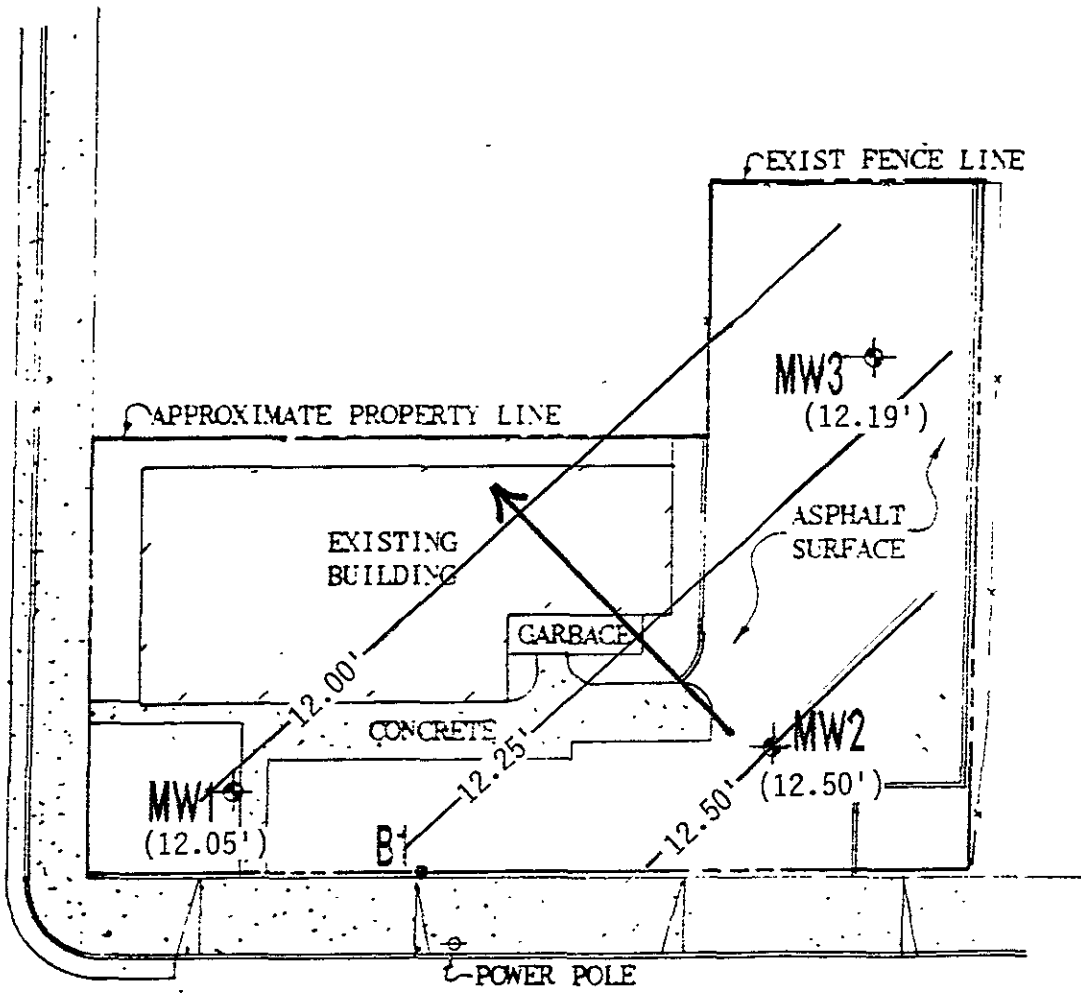 EXIST FENCE LINE
MW3
(12.19')
APPROXIMATE PROPERTY LINE
ASPHALT
SURFACE
EXISTING
BUILDING
GARBAGE
12.00'
CONCRETE
12.25'
MW2
(12.50')
12.50'
MW1
(12.05')
B1
POWER POLE